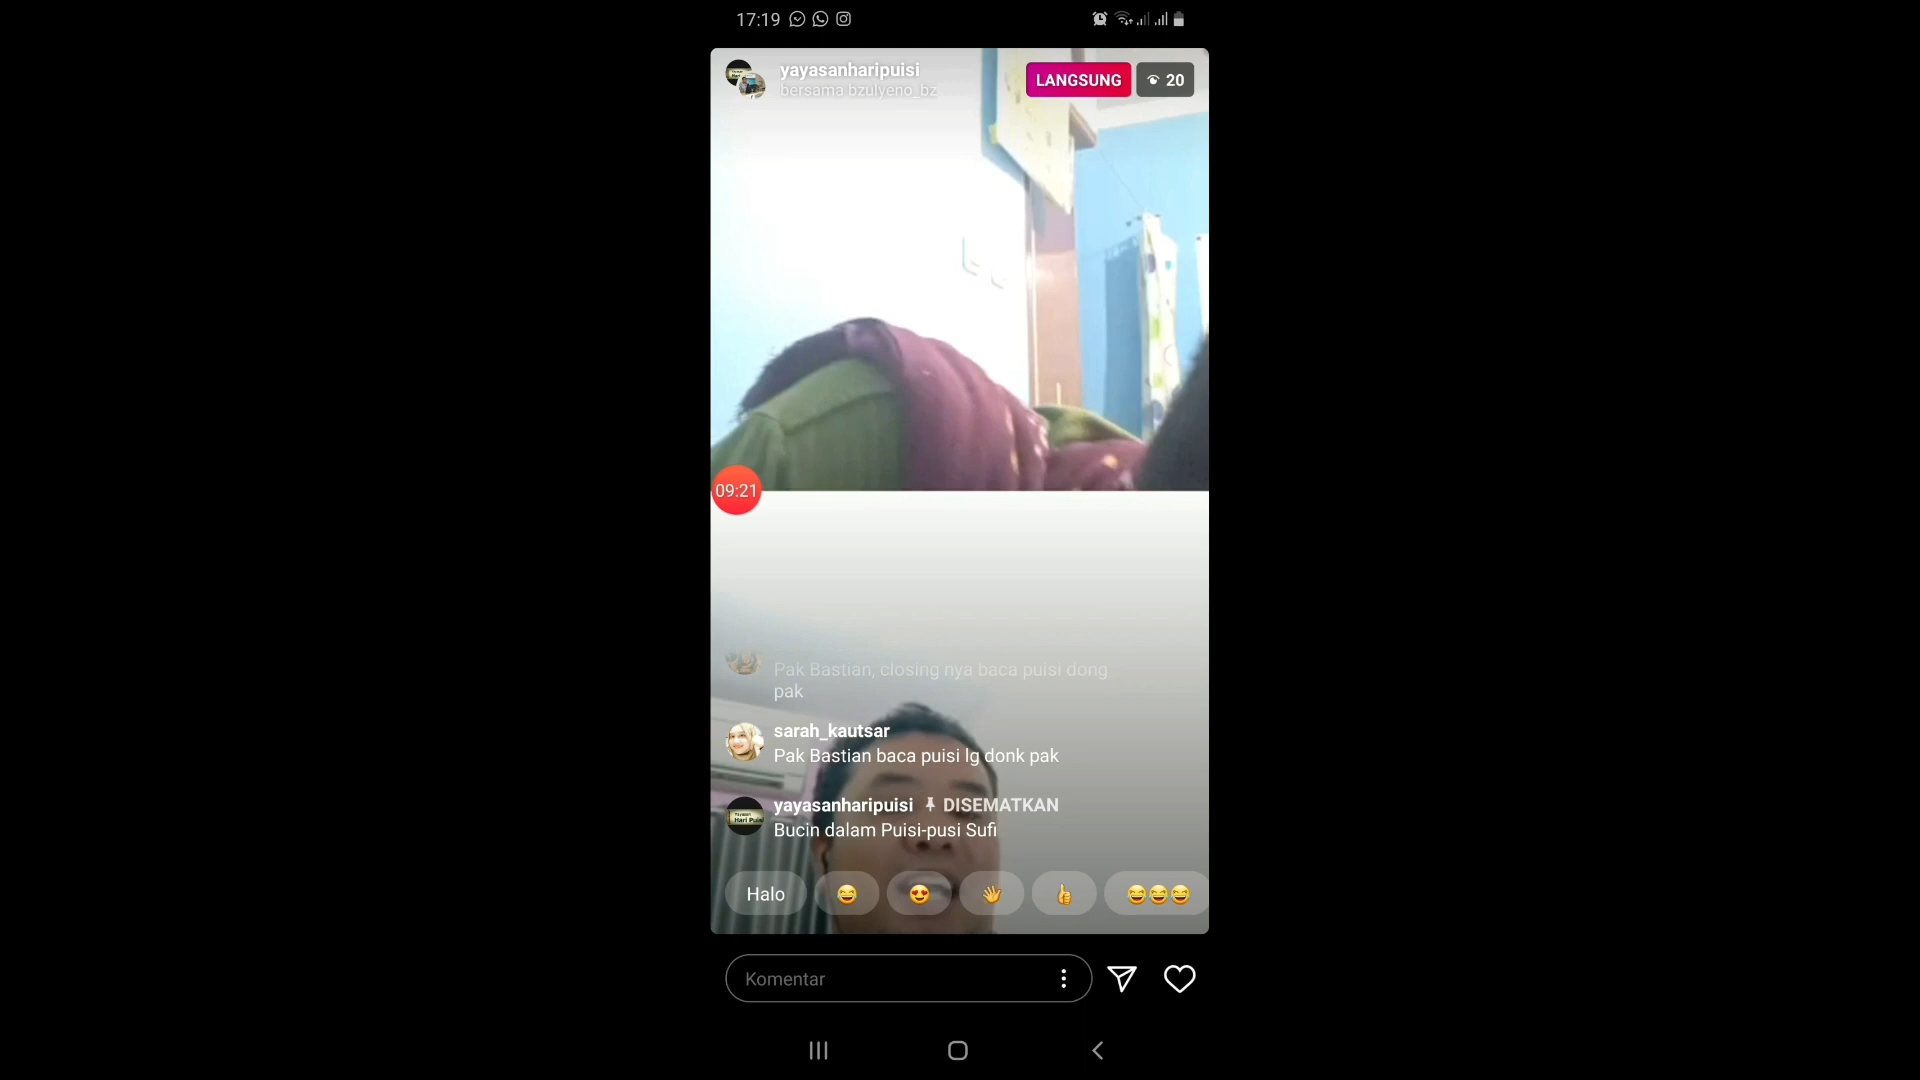 17:19
yayasanharipuisi
bersama bzulyeno_bz
LANGSUNG
20
09:21
Pak Bastian, closing nya baca puisi dong
pak
sarah_kautsar
Pak Bastian baca puisi lg donk pak
yayasanharipuisi DISEMATKAN
Bucin dalam Puisi-pusi Sufi
Halo
Komentar